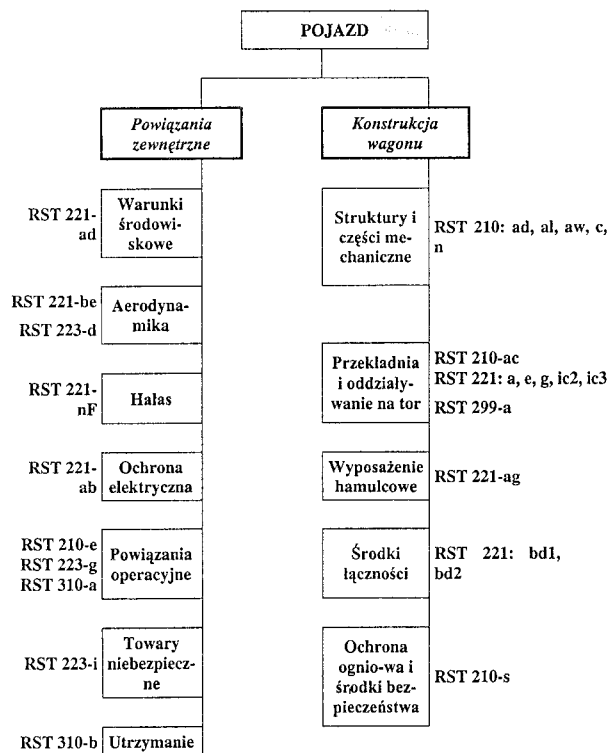 POJAZD
Powiązania
zewnętrzne
Konstrukcja
wagonu
RST 221-
ad
Warunki
środowi-
skowe
Struktury i
części me-
chaniczne
RST 210: ad, al, aw, c,
n
RST 221-be
RST 223-d
Aerodyna-
mika
Przekładnia
i oddziały-
wanie na tor
RST 210-ac
RST 221: a, e, g, ic2, ic3
RST 299-a
RST 221-
nF
Hałas
RST 221-
ab
Ochrona
elektryczna
Wyposażenie
hamulcowe
RST 221-ag
RST 210-e
RST 223-g
RST 310-a
Powiązania
operacyjne
Środki
łączności
RST 221: bd1,
bd2
RST 223-i
Towary
niebezpiecz-
ne
Ochrona
ognio-wa i
środki bez-
pieczeństwa
RST 210-s
RST 310-b
Utrzymanie